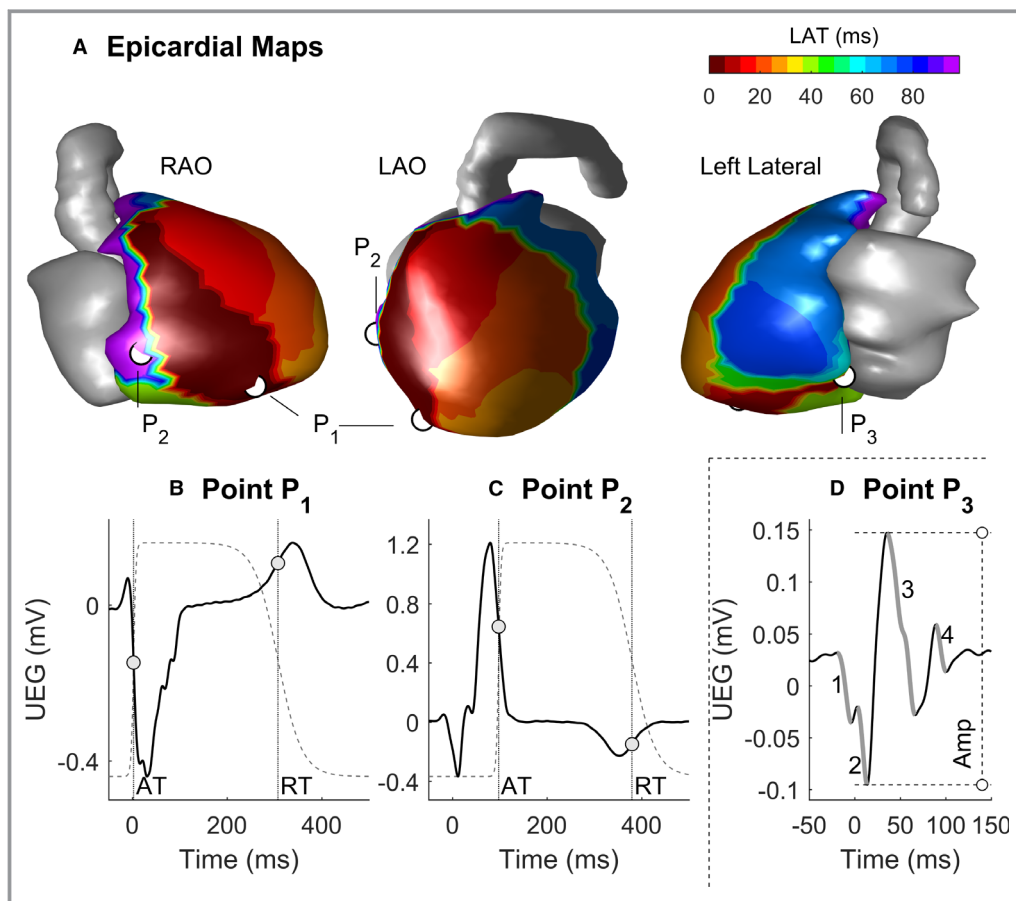 A Epicardial Maps
LAT (ms)
0 20 40 60 80
RAO
LAO
Left Lateral
P2
P2
P1
P3
B Point P1
C Point P2
D Point P3
UEG (mV)
0
-0.4
AT
RT
0 200 400
Time (ms)
1.2
0.8
0.4
0
-0.4
AT
RT
0 200 400
Time (ms)
UEG (mV)
0.15
0.1
0.05
0
-0.05
-0.1
1
2
3
4
Amp
-50 0 50 100 150
Time (ms)